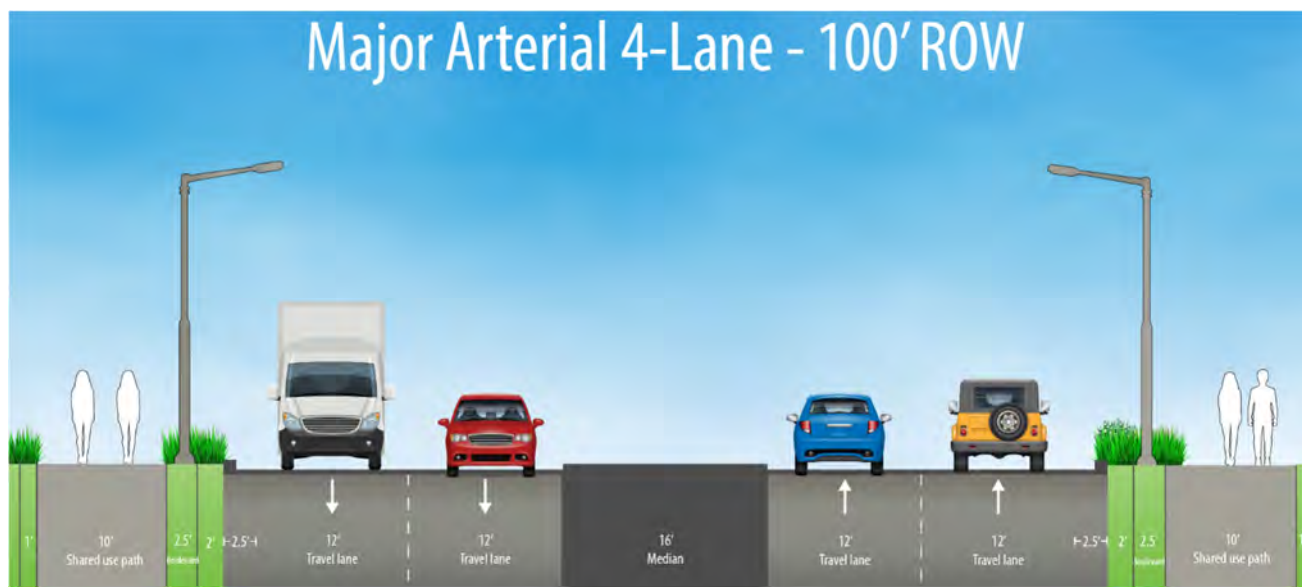 Major Arterial 4-Lane - 100' ROW
1'
10'
Shared use path
2.5'
Boulevard
2'
2.5'
12'
Travel lane
12'
Travel lane
16'
Median
12'
Travel lane
12'
Travel lane
2.5'
2'
2.5'
Boulevard
10'
Shared use path